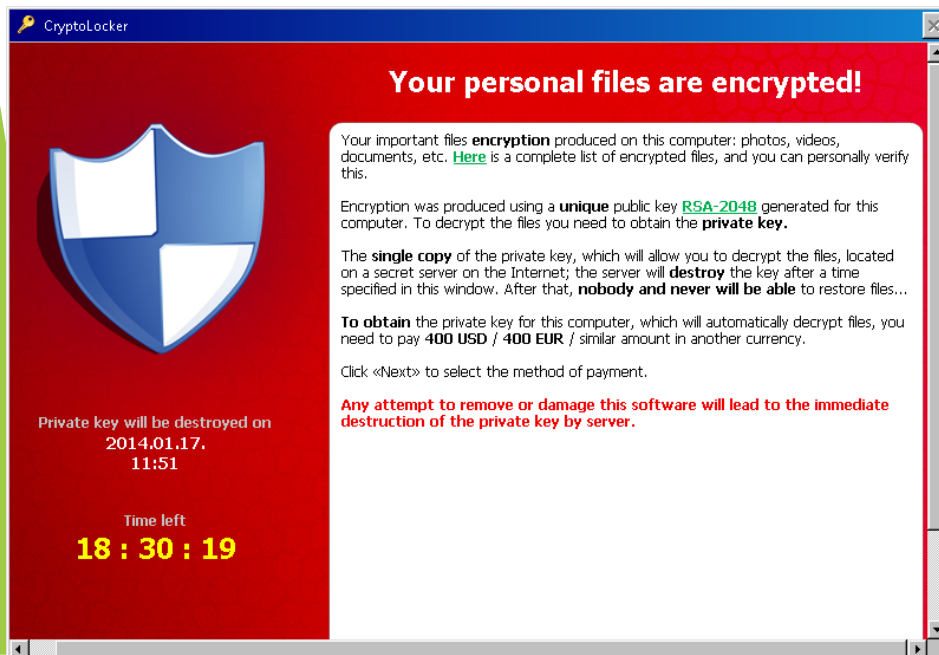 CryptoLocker
Your personal files are encrypted!
Your important files encryption produced on this computer: photos, videos,
documents, etc. Here is a complete list of encrypted files, and you can personally verify
this.
Encryption was produced using a unique public key RSA-2048 generated for this
computer. To decrypt the files you need to obtain the private key.
The single copy of the private key, which will allow you to decrypt the files, located
on a secret server on the Internet; the server will destroy the key after a time
specified in this window. After that, nobody and never will be able to restore files...
To obtain the private key for this computer, which will automatically decrypt files, you
need to pay 400 USD / 400 EUR / similar amount in another currency.
Click «Next» to select the method of payment.
Any attempt to remove or damage this software will lead to the immediate
destruction of the private key by server.
Private key will be destroyed on
2014.01.17.
11:51
Time left
18 : 30 : 19